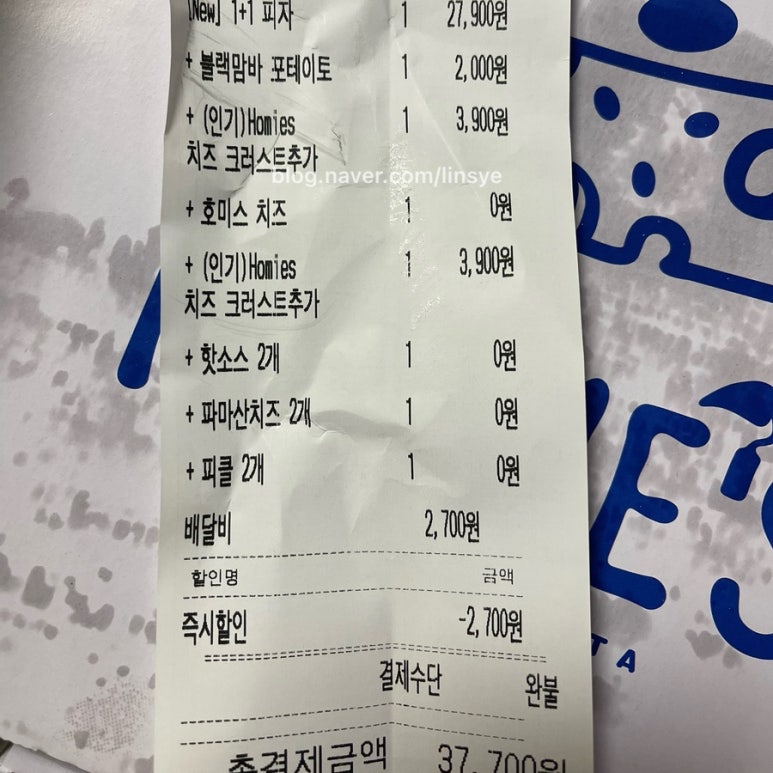 [New] 1+1 피자 1 27,900원
+ 블랙맘바 포테이토 1 2,000원
+ (인기)Homies 1 3,900원
치즈 크러스트추가
blog.naver.com/linsye
+ 호미스 치즈 1 0원
+ (인기)Homies 1 3,900원
치즈 크러스트추가
+ 핫소스 2개 1 0원
+ 파마산치즈 2개 1 0원
+ 피클 2개 1 0원
배달비 2,700원
할인명 금액
즉시할인 -2,700원
결제수단 완불
총결제금액 37,700원